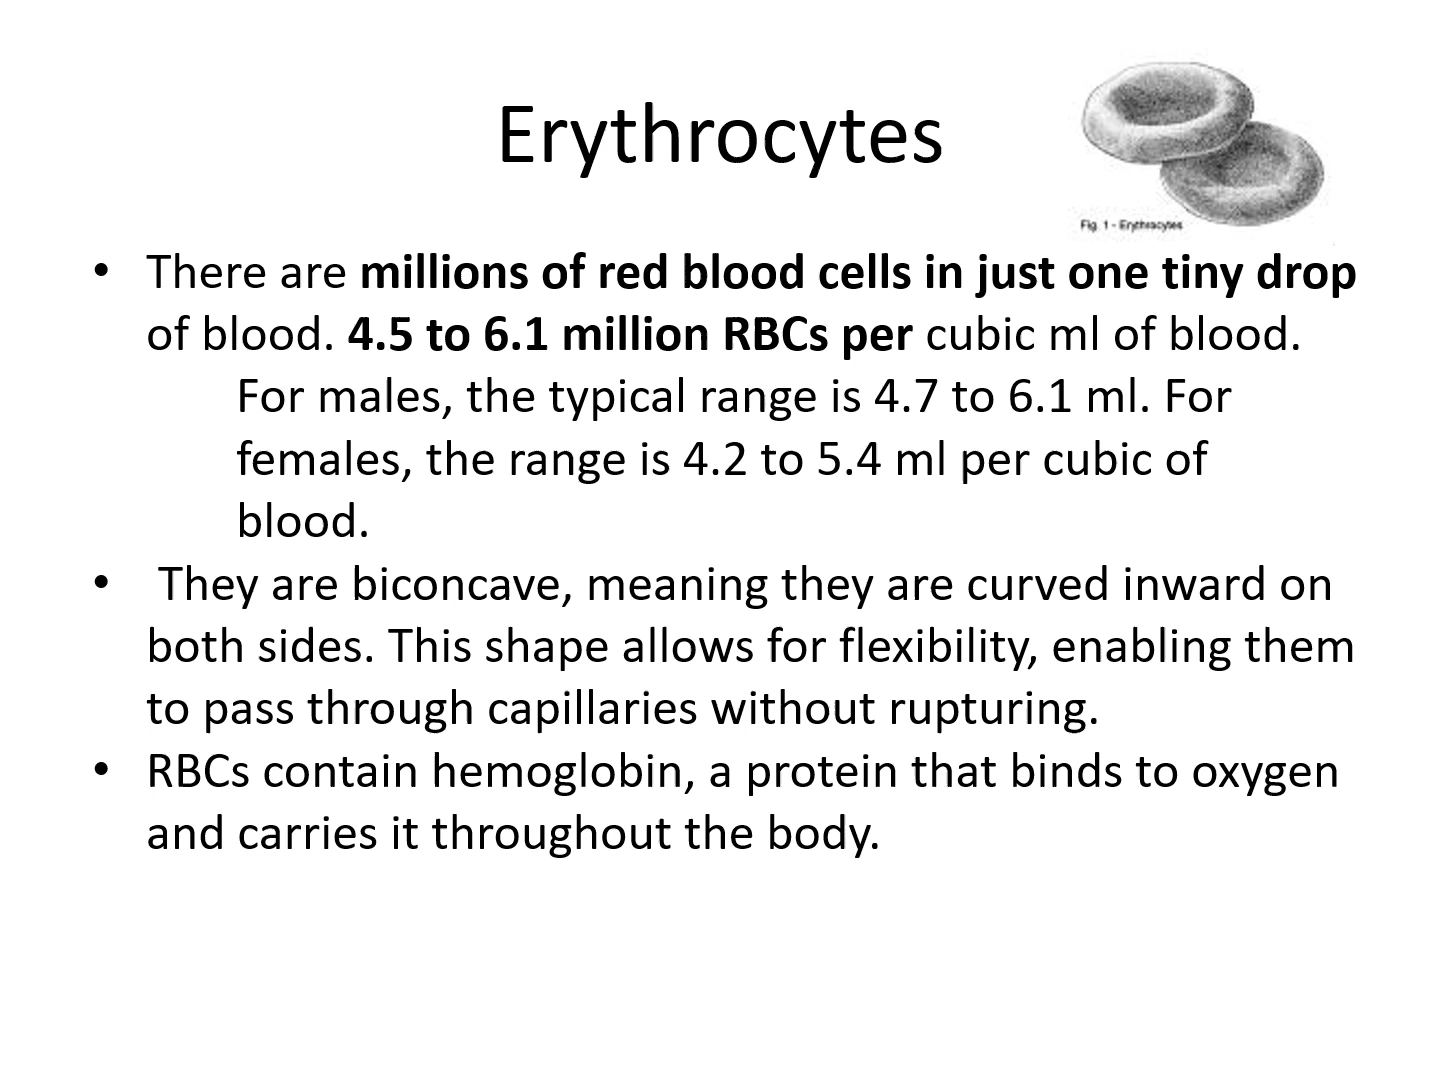 Erythrocytes
Fig. 1 - Erythrocytes
• There are millions of red blood cells in just one tiny drop
of blood. 4.5 to 6.1 million RBCs per cubic ml of blood.
For males, the typical range is 4.7 to 6.1 ml. For
females, the range is 4.2 to 5.4 ml per cubic of
blood.
• They are biconcave, meaning they are curved inward on
both sides. This shape allows for flexibility, enabling them
to pass through capillaries without rupturing.
• RBCs contain hemoglobin, a protein that binds to oxygen
and carries it throughout the body.